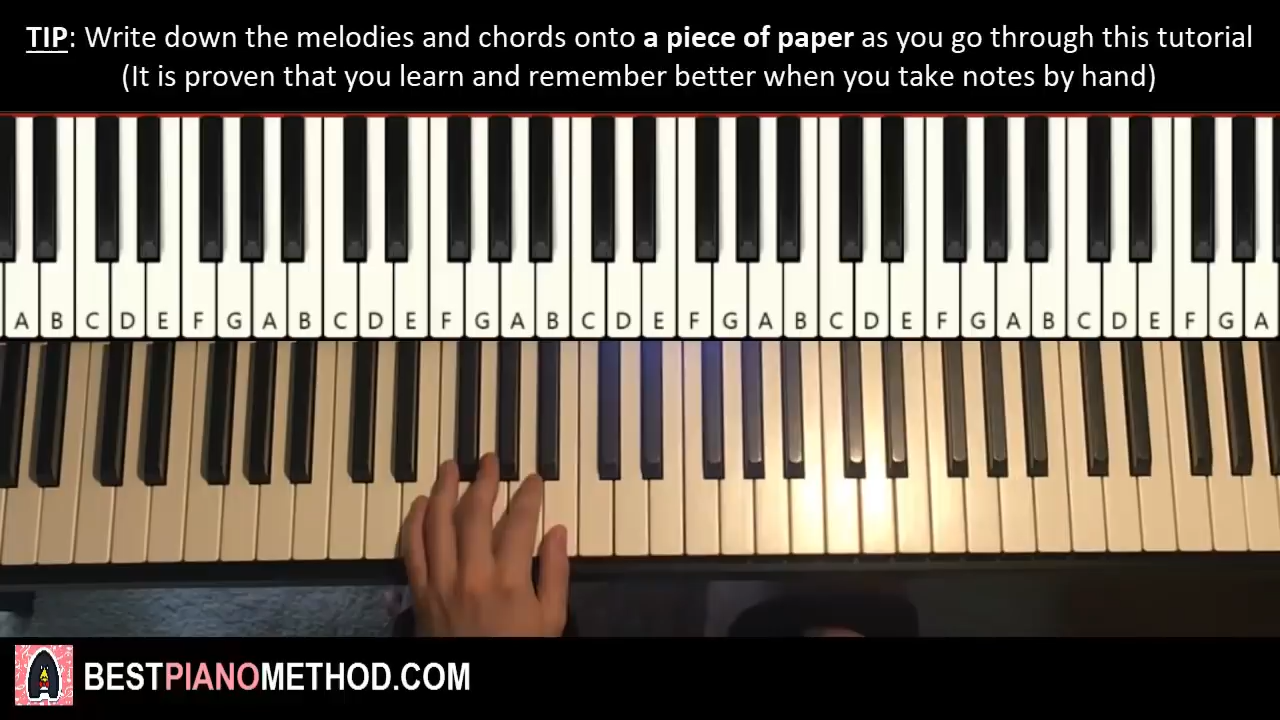 TIP: Write down the melodies and chords onto a piece of paper as you go through this tutorial
(It is proven that you learn and remember better when you take notes by hand)
A B C D E F G A B C D E F G A B C D E F G A B C D E F G A B C D E F G A
BESTPIANOMETHOD.COM